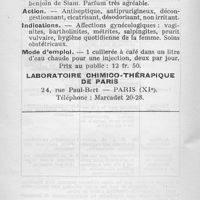 benjoin de Siam. Parfum très agréable.
Action. — Antiseptique, antiprurigineux, décon-
gestionnant, cicatrisant, désodorisant, non irritant.
Indications. — Affections gynécologiques : vagi-
nites, bartholinites, métrites, salpingites, prurit
vulvaire, hygiène quotidienne de la femme. Soins
obstétricaux.
Mode d'emploi. — 1 cuillerée à café dans un litre
d'eau chaude pour une injection, deux par jour.
Prix au public : 12 fr. 50.
LABORATOIRE CHIMICO-THÉRAPIQUE
DE PARIS
24, rue Paul-Bert — PARIS (XIe).
Téléphone : Marcadet 20-28.